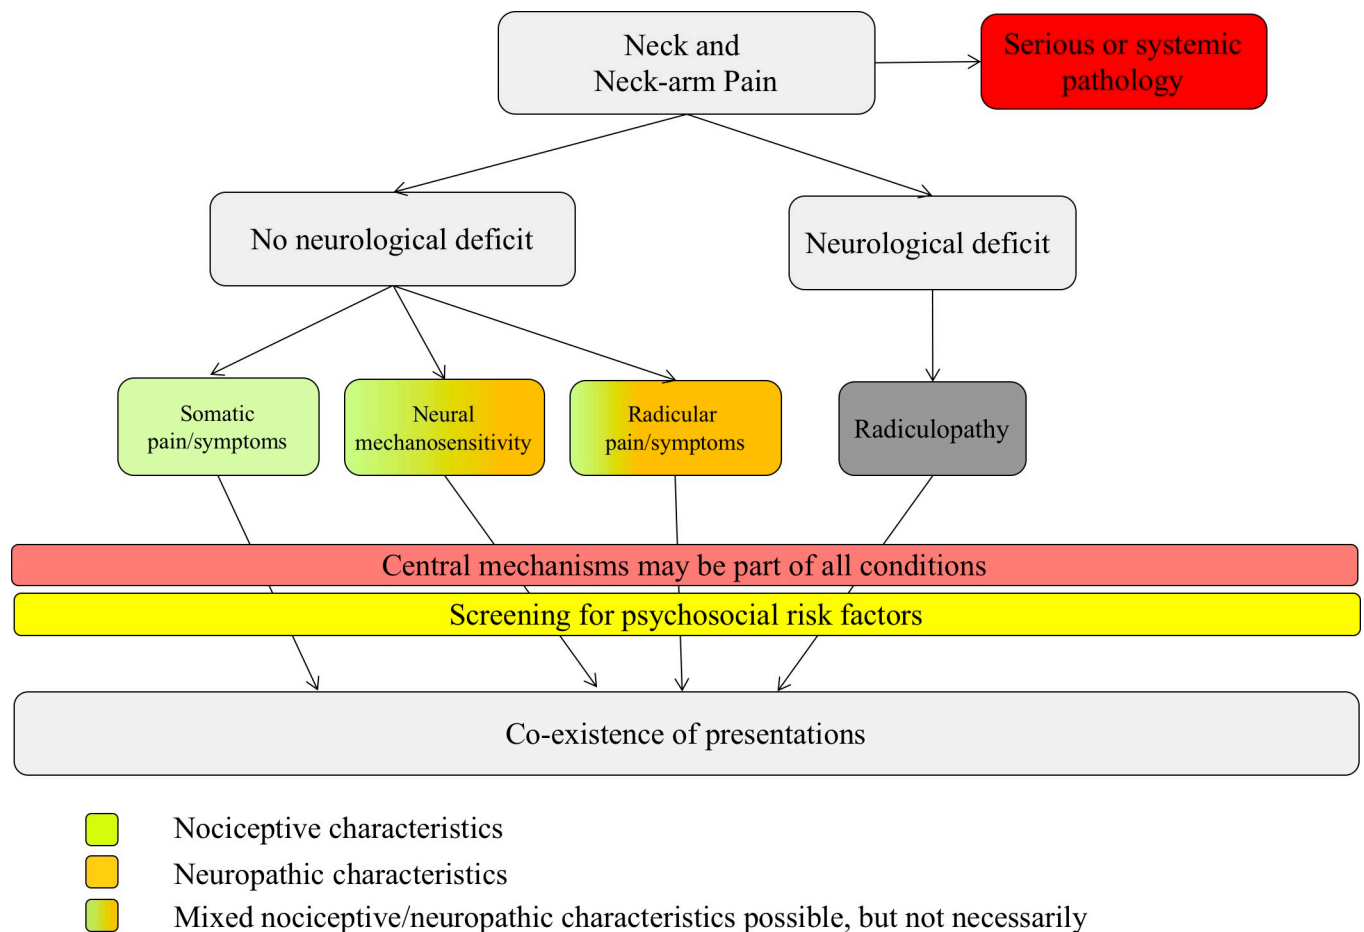 Neck and
Neck-arm Pain
Serious or systemic
pathology
No neurological deficit
Neurological deficit
Somatic
pain/symptoms
Neural
mechanosensitivity
Radicular
pain/symptoms
Radiculopathy
Central mechanisms may be part of all conditions
Screening for psychosocial risk factors
Co-existence of presentations
Nociceptive characteristics
Neuropathic characteristics
Mixed nociceptive/neuropathic characteristics possible, but not necessarily